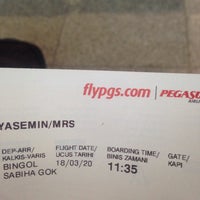 flypgs.com PEGASUS
YASEMIN/MRS
DEP-ARR/ FLIGHT DATE/ BOARDING TIME/ GATE/
KALKIS-VARIS UCUS TARIHI BINIS ZAMANI KAPI
BINGOL 18/03/20 11:35
SABIHA GOK